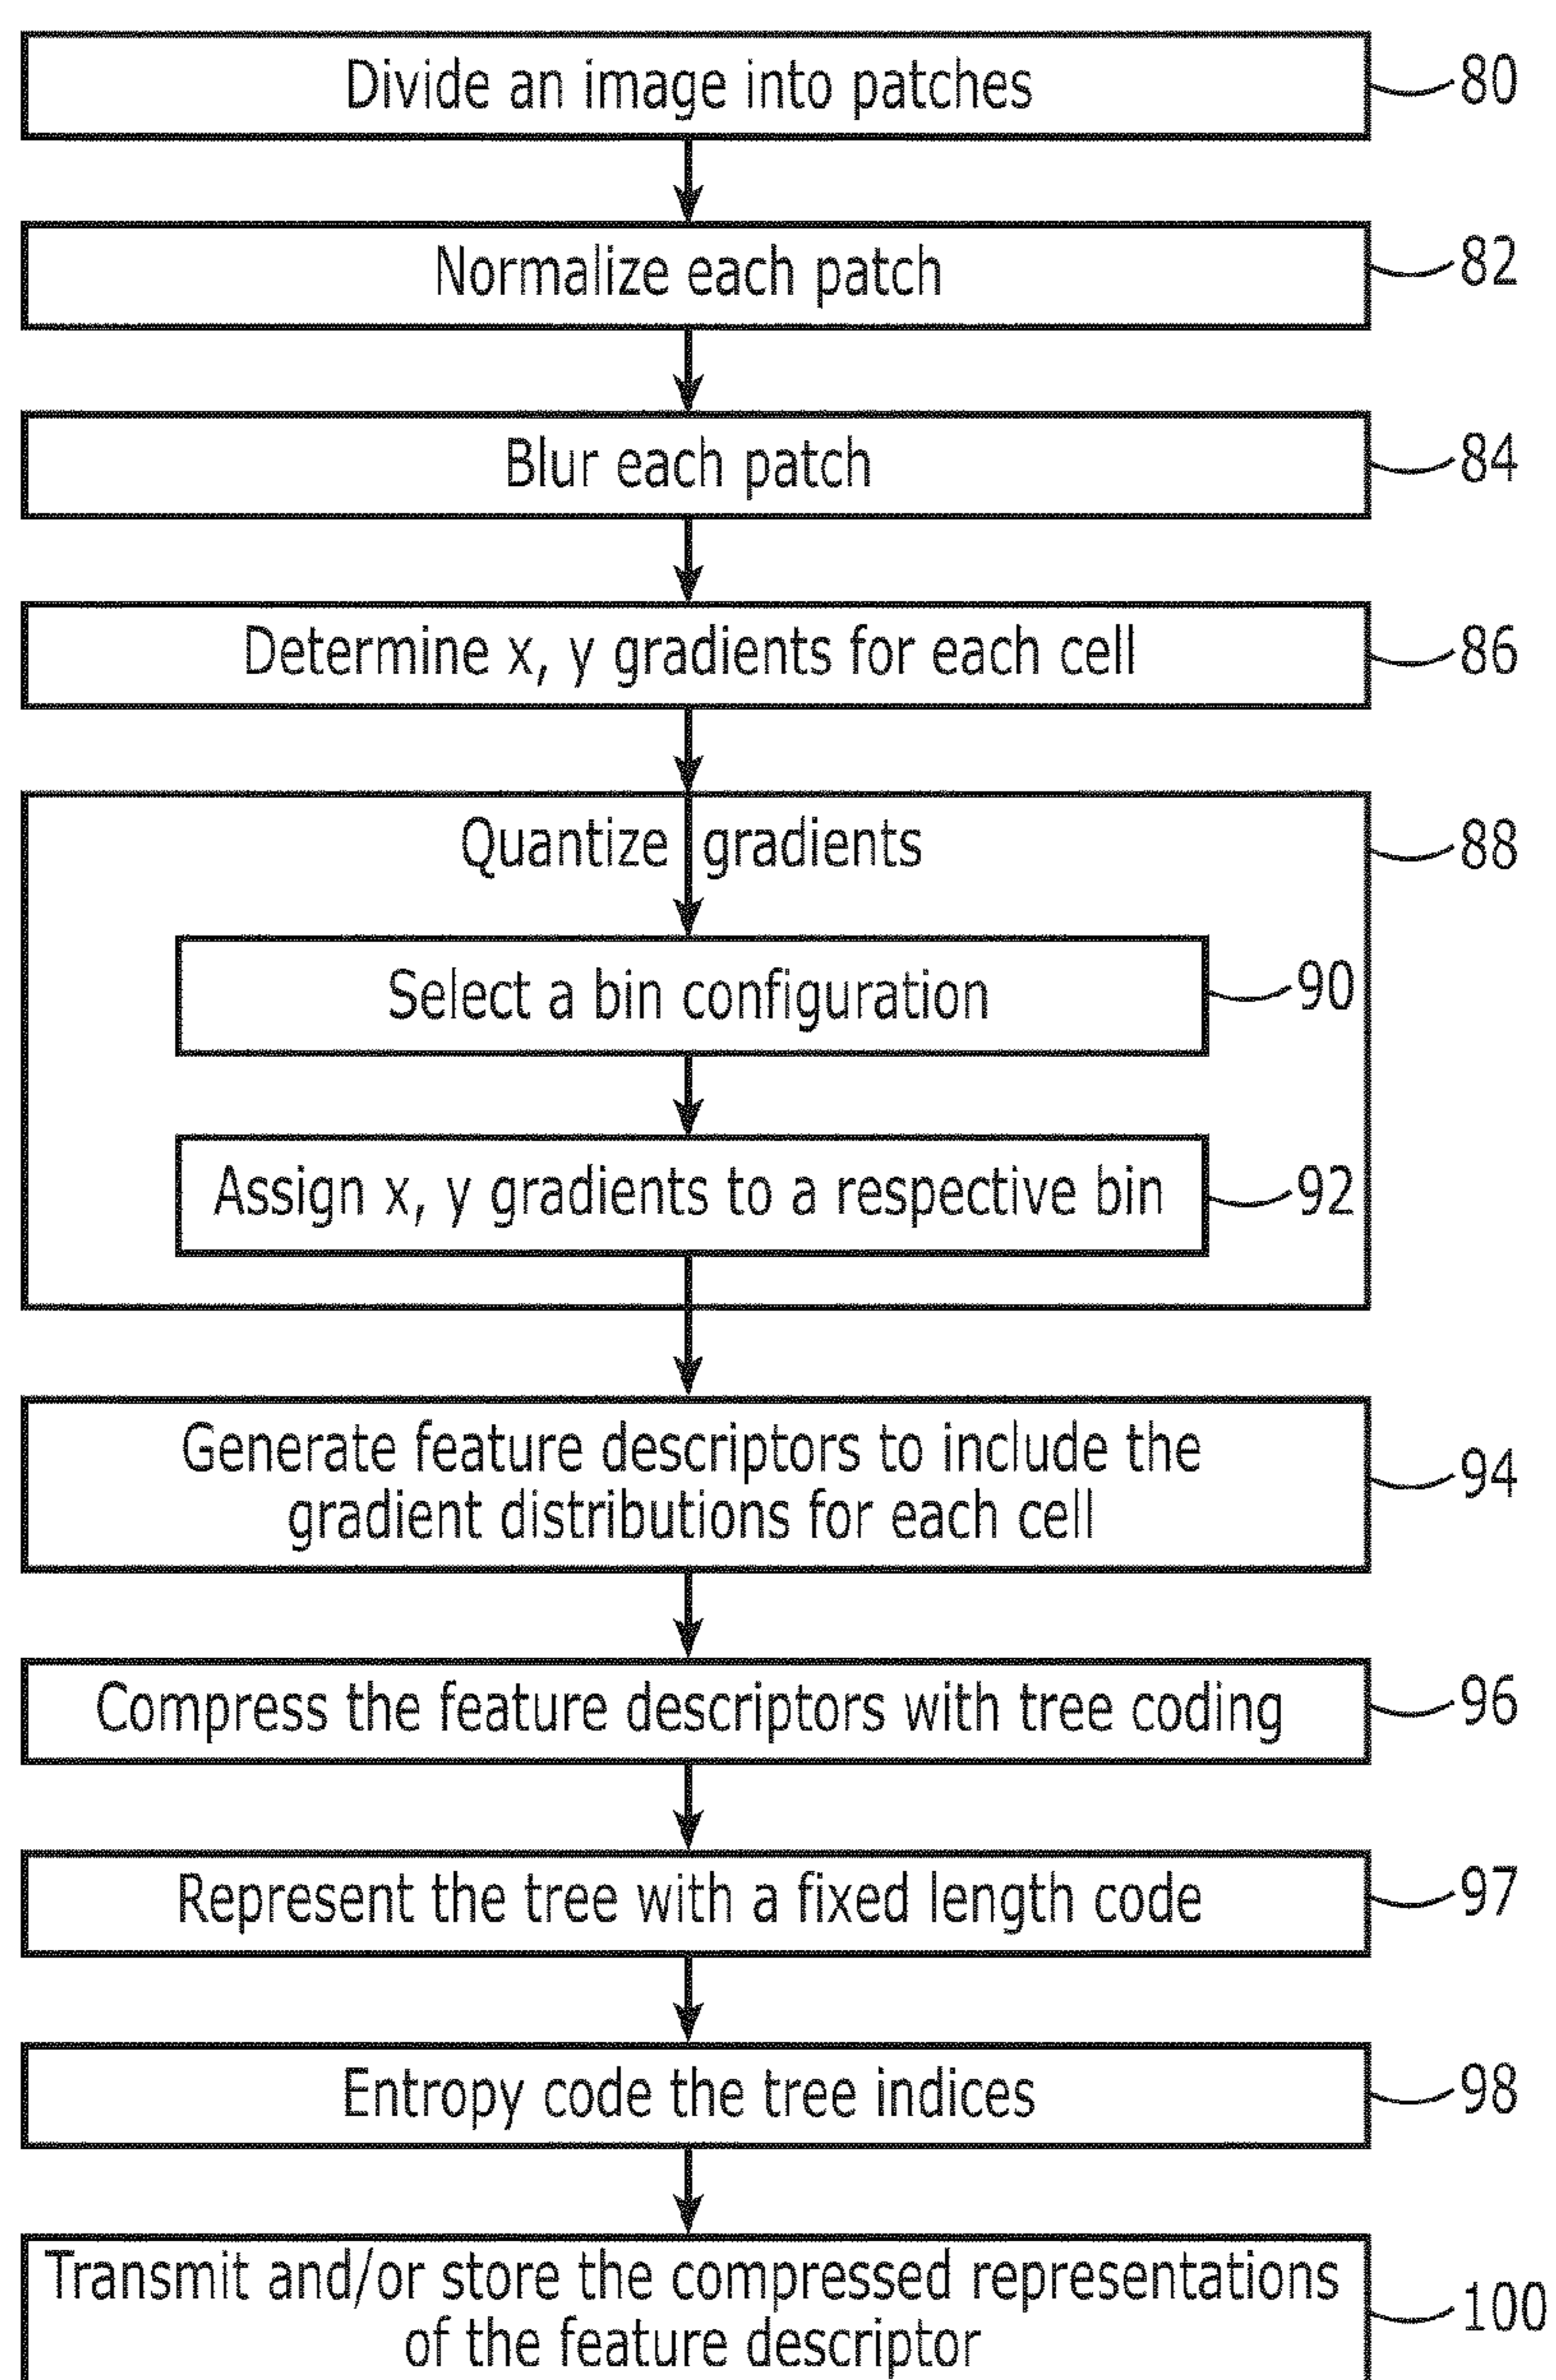 Divide an image into patches 80
Normalize each patch 82
Blur each patch 84
Determine x, y gradients for each cell 86
Quantize gradients 88
Select a bin configuration 90
Assign x, y gradients to a respective bin 92
Generate feature descriptors to include the
gradient distributions for each cell 94
Compress the feature descriptors with tree coding 96
Represent the tree with a fixed length code 97
Entropy code the tree indices 98
Transmit and/or store the compressed representations
of the feature descriptor 100